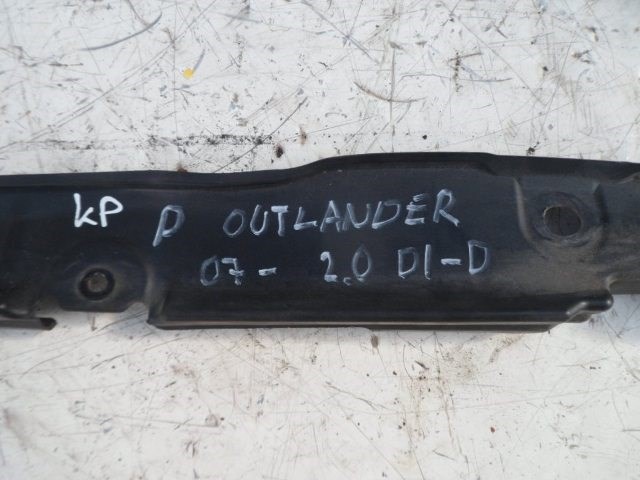 kP P OUTLANDER
07- 2.0 DI-D